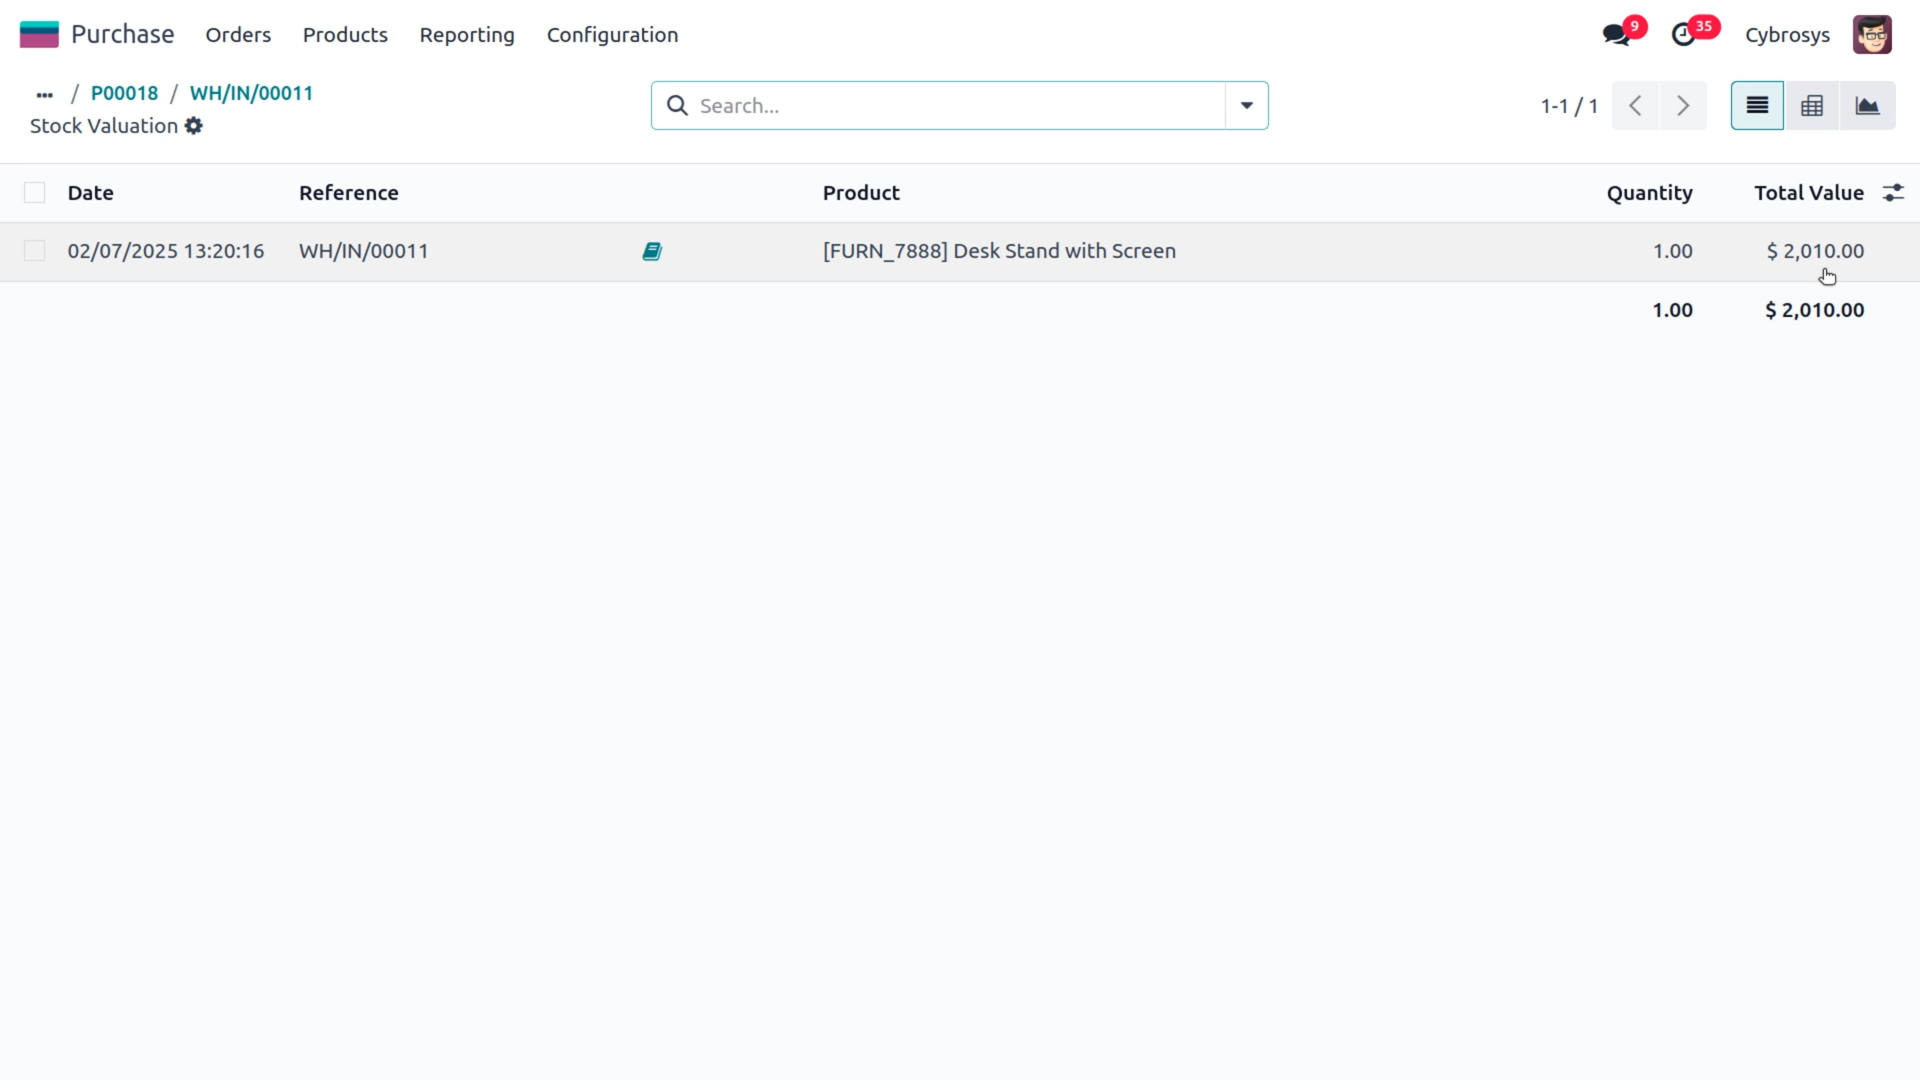 Purchase Orders Products Reporting Configuration 9 35 Cybrosys
... / P00018 / WH/IN/00011
Stock Valuation
Search...
1-1 / 1
Date Reference Product Quantity Total Value
02/07/2025 13:20:16 WH/IN/00011 [FURN_7888] Desk Stand with Screen 1.00 $ 2,010.00
1.00 $ 2,010.00